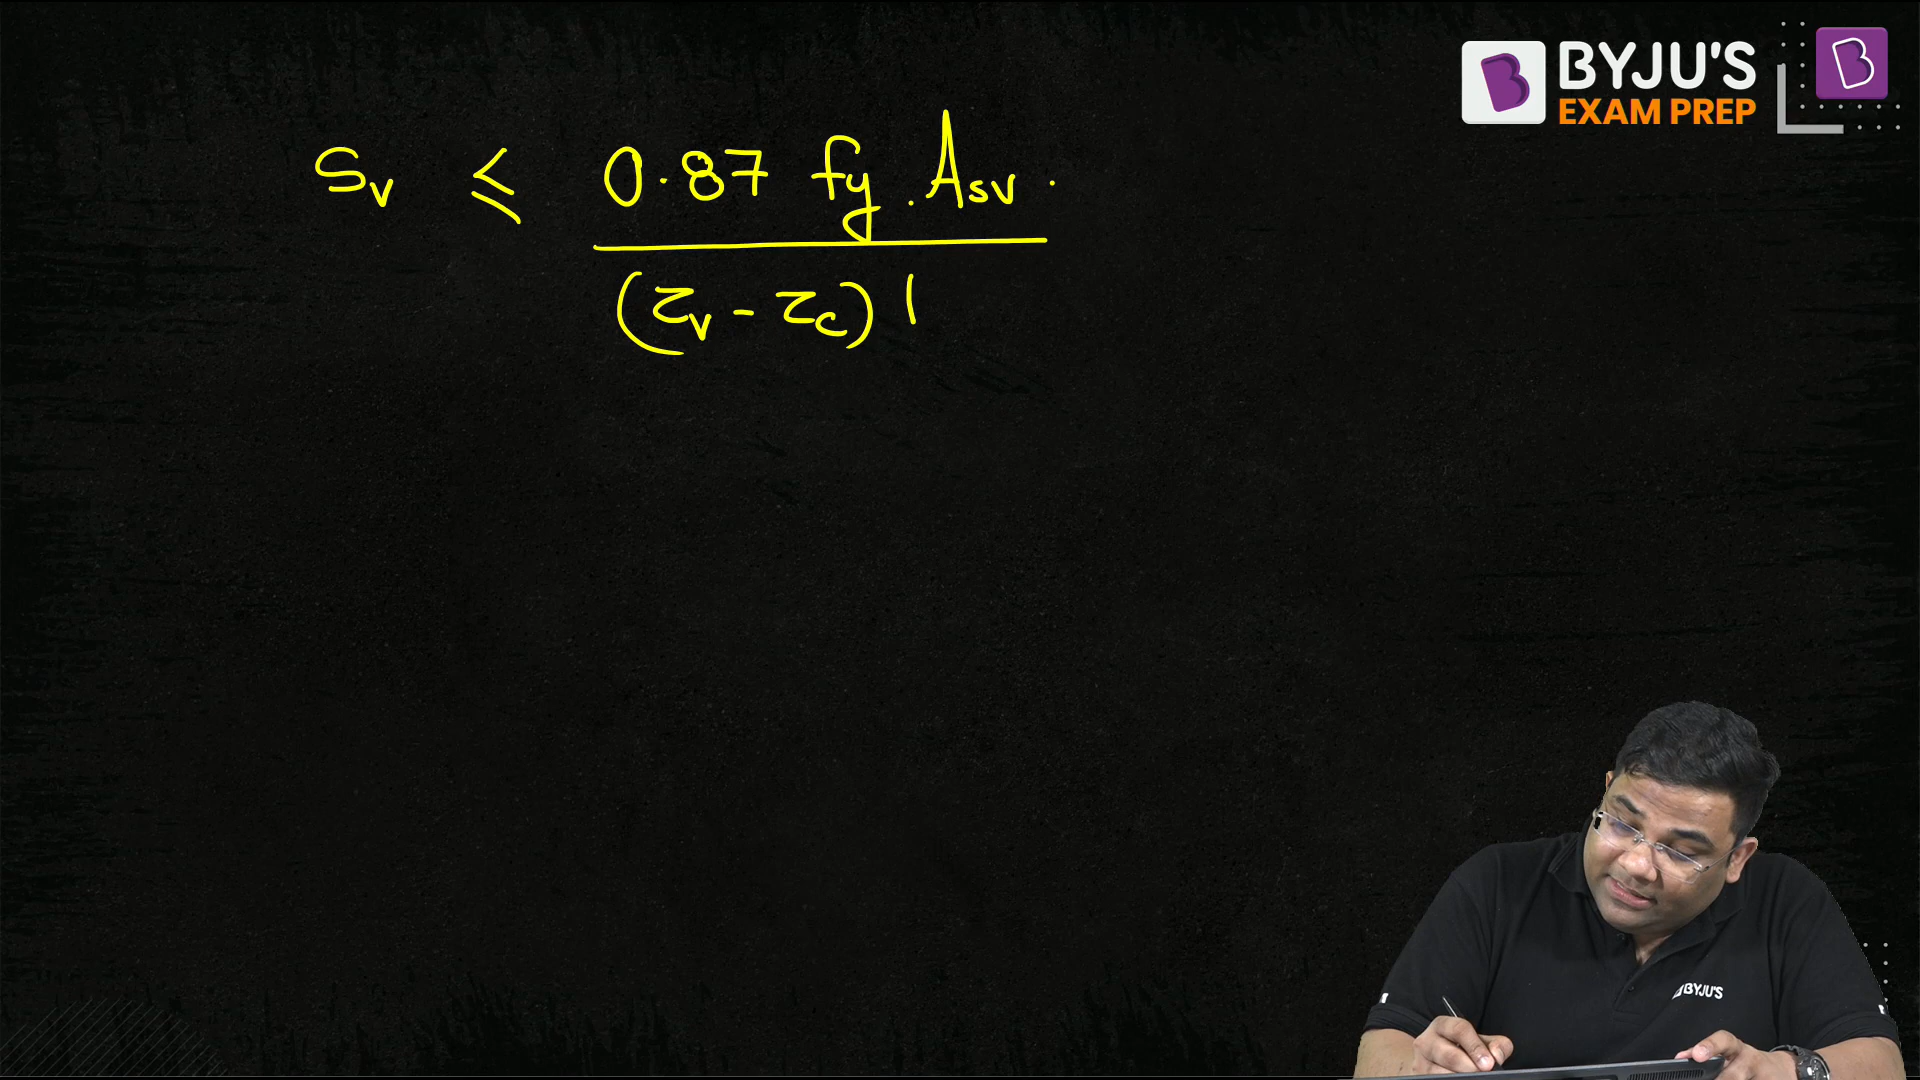 BYJU'S
EXAM PREP
Sv ≤ 0.87 fy . Asv .
(τv - τc) l
BYJU'S